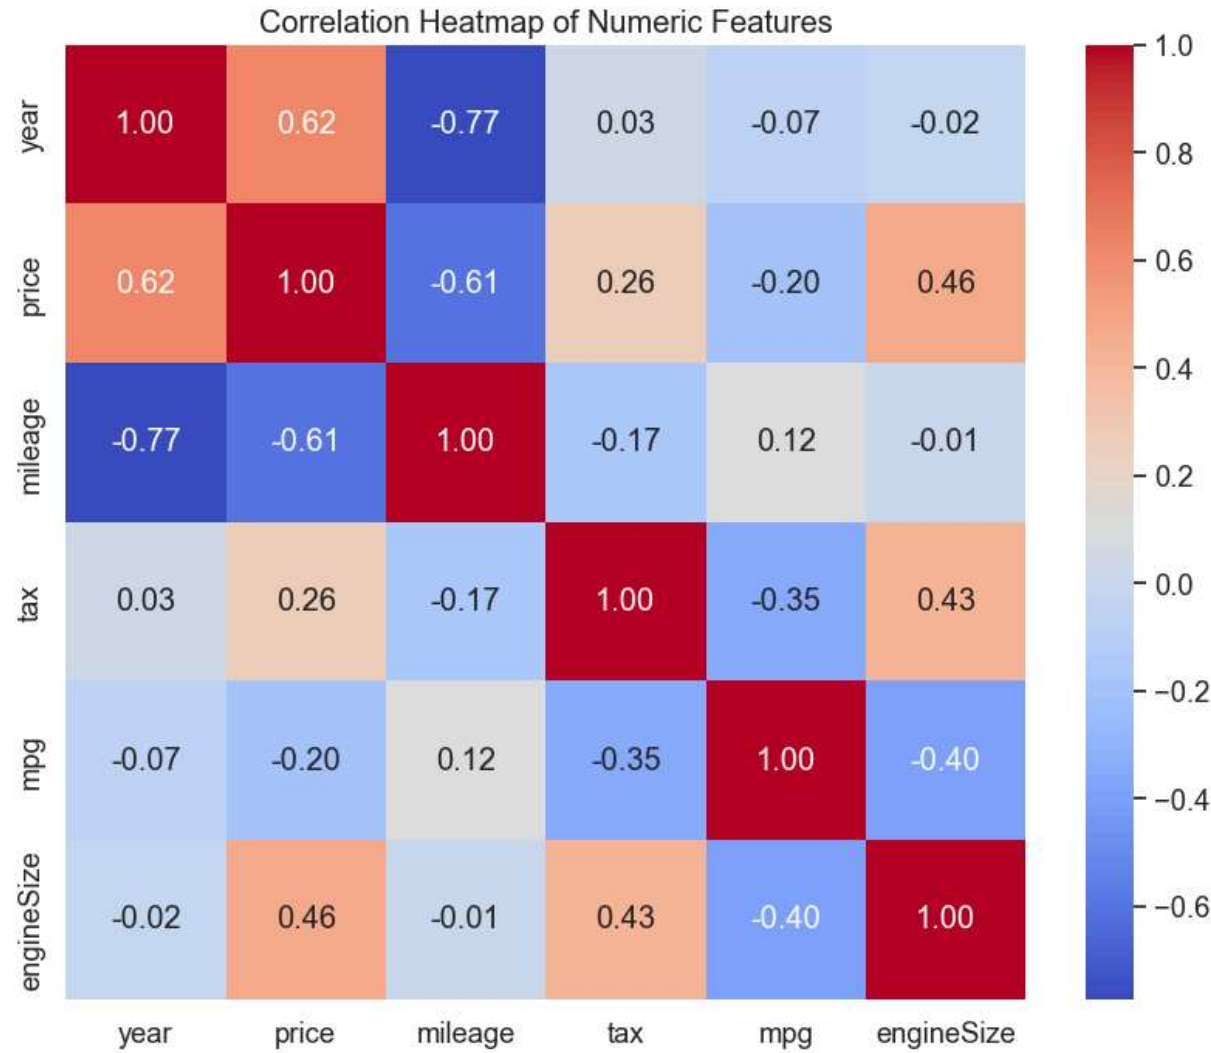 Correlation Heatmap of Numeric Features
year 1.00 0.62 -0.77 0.03 -0.07 -0.02
price 0.62 1.00 -0.61 0.26 -0.20 0.46
mileage -0.77 -0.61 1.00 -0.17 0.12 -0.01
tax 0.03 0.26 -0.17 1.00 -0.35 0.43
mpg -0.07 -0.20 0.12 -0.35 1.00 -0.40
engineSize -0.02 0.46 -0.01 0.43 -0.40 1.00
year price mileage tax mpg engineSize
1.0
0.8
0.6
0.4
0.2
0.0
−0.2
−0.4
−0.6